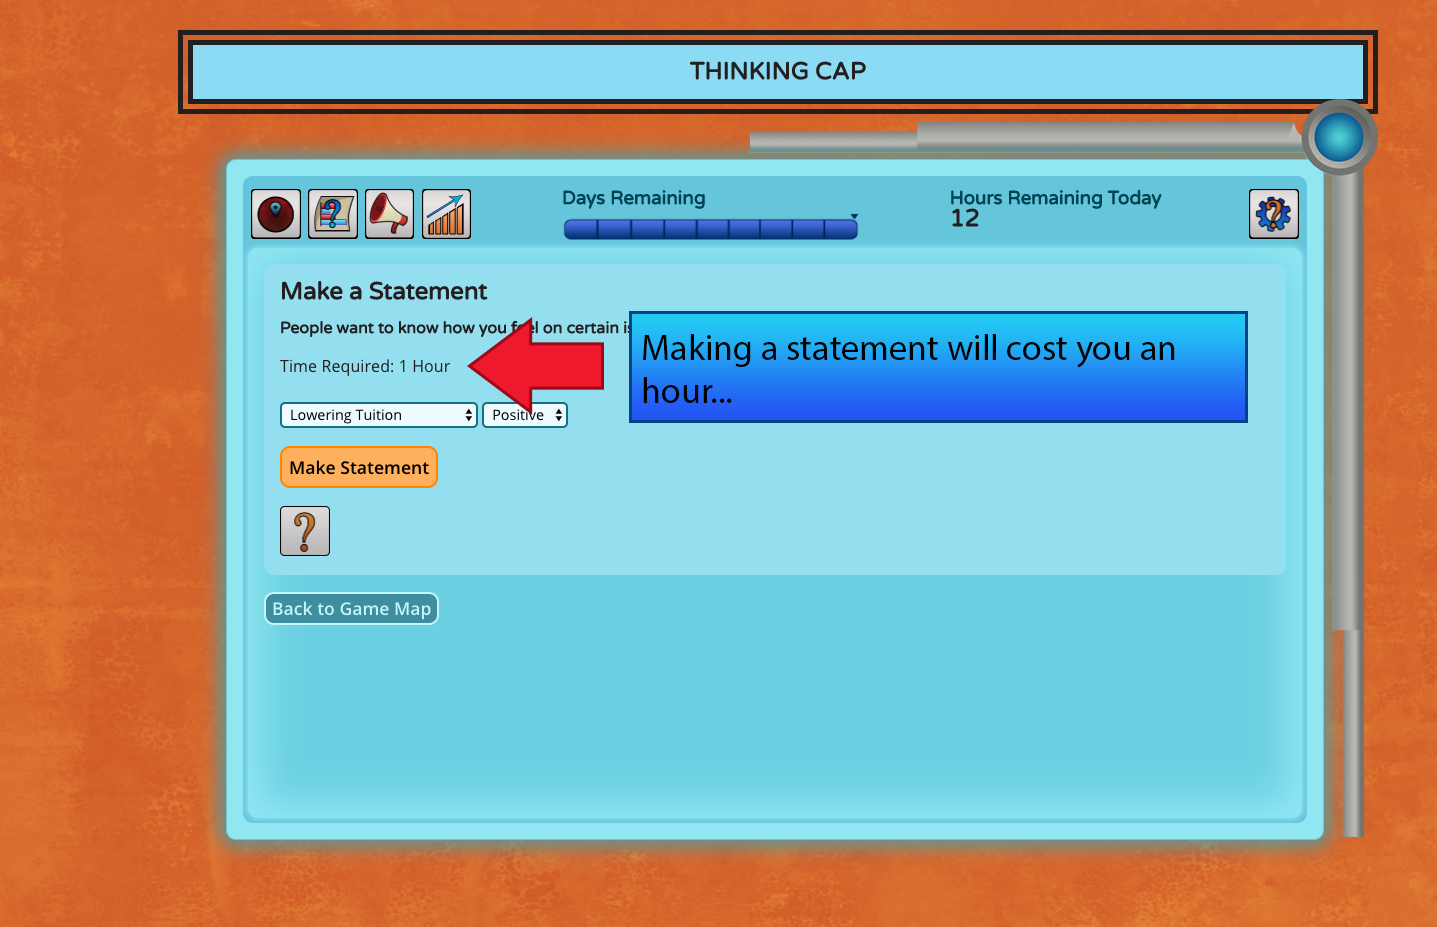 THINKING CAP
Days Remaining
Hours Remaining Today
12
Make a Statement
People want to know how you feel on certain
Time Required: 1 Hour
Making a statement will cost you an
hour...
Lowering Tuition
Positive
Make Statement
Back to Game Map